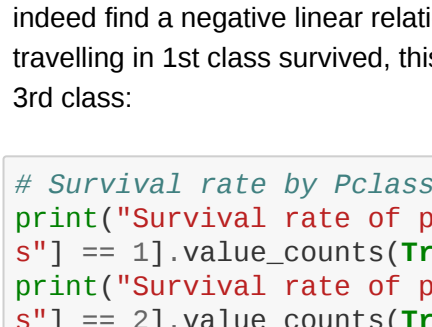 indeed find a negative linear relati
travelling in 1st class survived, this
3rd class:
# Survival rate by Pclass
print("Survival rate of p
s"] == 1].value_counts(Tr
print("Survival rate of p
s"] == 2].value_counts(Tr